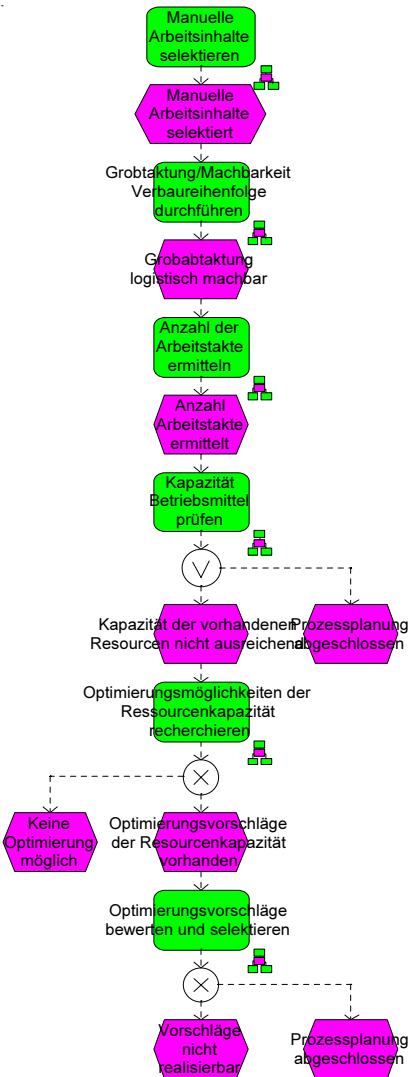 Manuelle
Arbeitsinhalte
selektieren
Manuelle
Arbeitsinhalte
selektiert
Grobtaktung/Machbarkeit
Verbaureihenfolge
durchführen
Grobabtaktung
logistisch machbar
Anzahl der
Arbeitstakte
ermitteln
Anzahl
Arbeitstakte
ermittelt
Kapazität
Betriebsmittel
prüfen
Kapazität der vorhandenen
Resourcen nicht ausreichend
Prozessplanung
abgeschlossen
Optimierungsmöglichkeiten der
Ressourcenkapazität
recherchieren
Keine
Optimierung
möglich
Optimierungsvorschläge
der Resourcenkapazität
vorhanden
Optimierungsvorschläge
bewerten und selektieren
Vorschläge
nicht
realisierbar
Prozessplanung
abgeschlossen